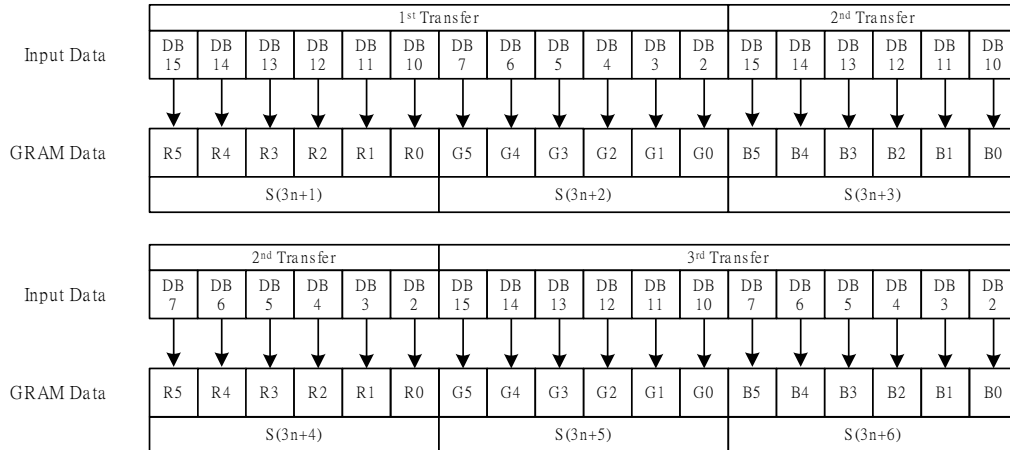 1st Transfer 2nd Transfer
Input Data DB 15 DB 14 DB 13 DB 12 DB 11 DB 10 DB 7 DB 6 DB 5 DB 4 DB 3 DB 2 DB 15 DB 14 DB 13 DB 12 DB 11 DB 10
GRAM Data R5 R4 R3 R2 R1 R0 G5 G4 G3 G2 G1 G0 B5 B4 B3 B2 B1 B0
S(3n+1) S(3n+2) S(3n+3)
2nd Transfer 3rd Transfer
Input Data DB 7 DB 6 DB 5 DB 4 DB 3 DB 2 DB 15 DB 14 DB 13 DB 12 DB 11 DB 10 DB 7 DB 6 DB 5 DB 4 DB 3 DB 2
GRAM Data R5 R4 R3 R2 R1 R0 G5 G4 G3 G2 G1 G0 B5 B4 B3 B2 B1 B0
S(3n+4) S(3n+5) S(3n+6)